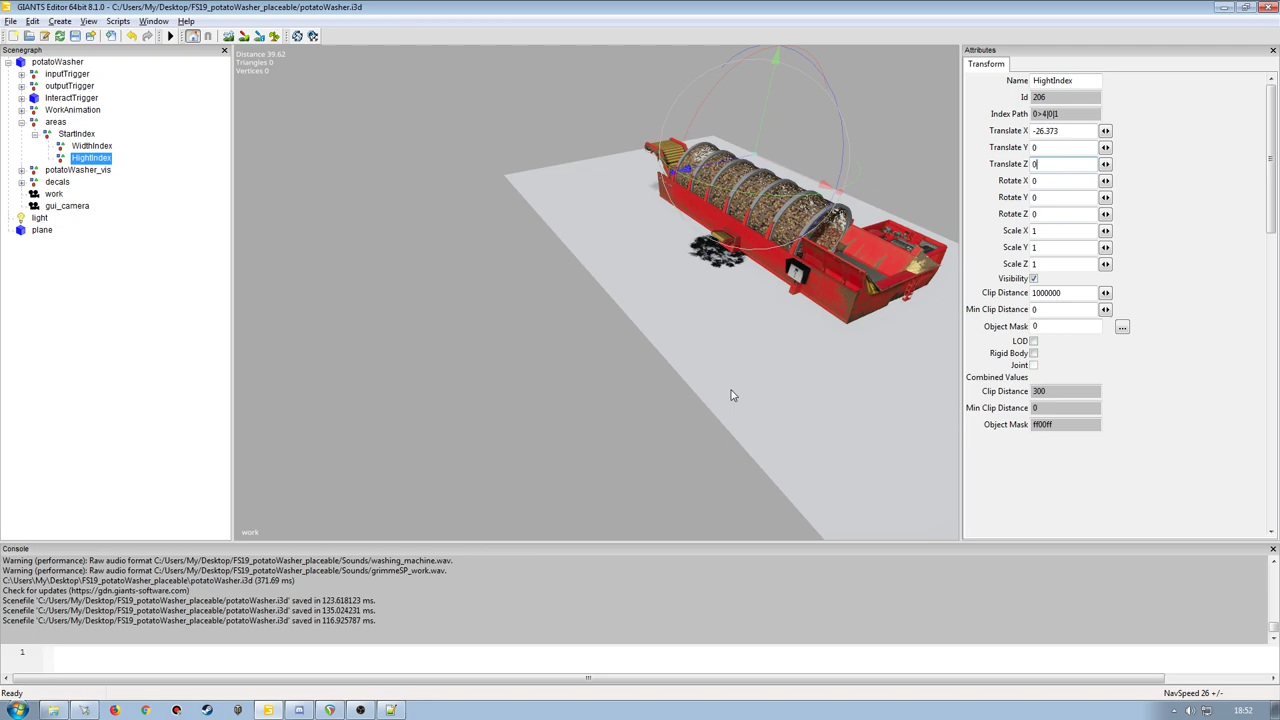 GIANTS Editor 64bit 8.1.0 - C:/Users/My/Desktop/FS19_potatoWasher_placeable/potatoWasher.i3d
File Edit Create View Scripts Window Help
Scenegraph
potatoWasher
inputTrigger
outputTrigger
InteractTrigger
WorkAnimation
areas
StartIndex
WidthIndex
HightIndex
potatoWasher_vis
decals
work
gui_camera
light
plane
Distance 39.62
Triangles 0
Vertices 0
work
Attributes
Transform
Name HightIndex
Id 206
Index Path 0>4|0|1
Translate X -26.373
Translate Y 0
Translate Z 0
Rotate X 0
Rotate Y 0
Rotate Z 0
Scale X 1
Scale Y 1
Scale Z 1
Visibility
Clip Distance 1000000
Min Clip Distance 0
Object Mask 0 ...
LOD
Rigid Body
Joint
Combined Values
Clip Distance 300
Min Clip Distance 0
Object Mask ff00ff
Console
Warning (performance): Raw audio format C:/Users/My/Desktop/FS19_potatoWasher_placeable/Sounds/washing_machine.wav.
Warning (performance): Raw audio format C:/Users/My/Desktop/FS19_potatoWasher_placeable/Sounds/grimmeSP_work.wav.
C:\Users\My\Desktop\FS19_potatoWasher_placeable\potatoWasher.i3d (371.69 ms)
Check for updates (https://gdn.giants-software.com)
Scenefile 'C:/Users/My/Desktop/FS19_potatoWasher_placeable/potatoWasher.i3d' saved in 123.618123 ms.
Scenefile 'C:/Users/My/Desktop/FS19_potatoWasher_placeable/potatoWasher.i3d' saved in 135.024231 ms.
Scenefile 'C:/Users/My/Desktop/FS19_potatoWasher_placeable/potatoWasher.i3d' saved in 116.925787 ms.
1
Ready
NavSpeed 26 +/-
18:52